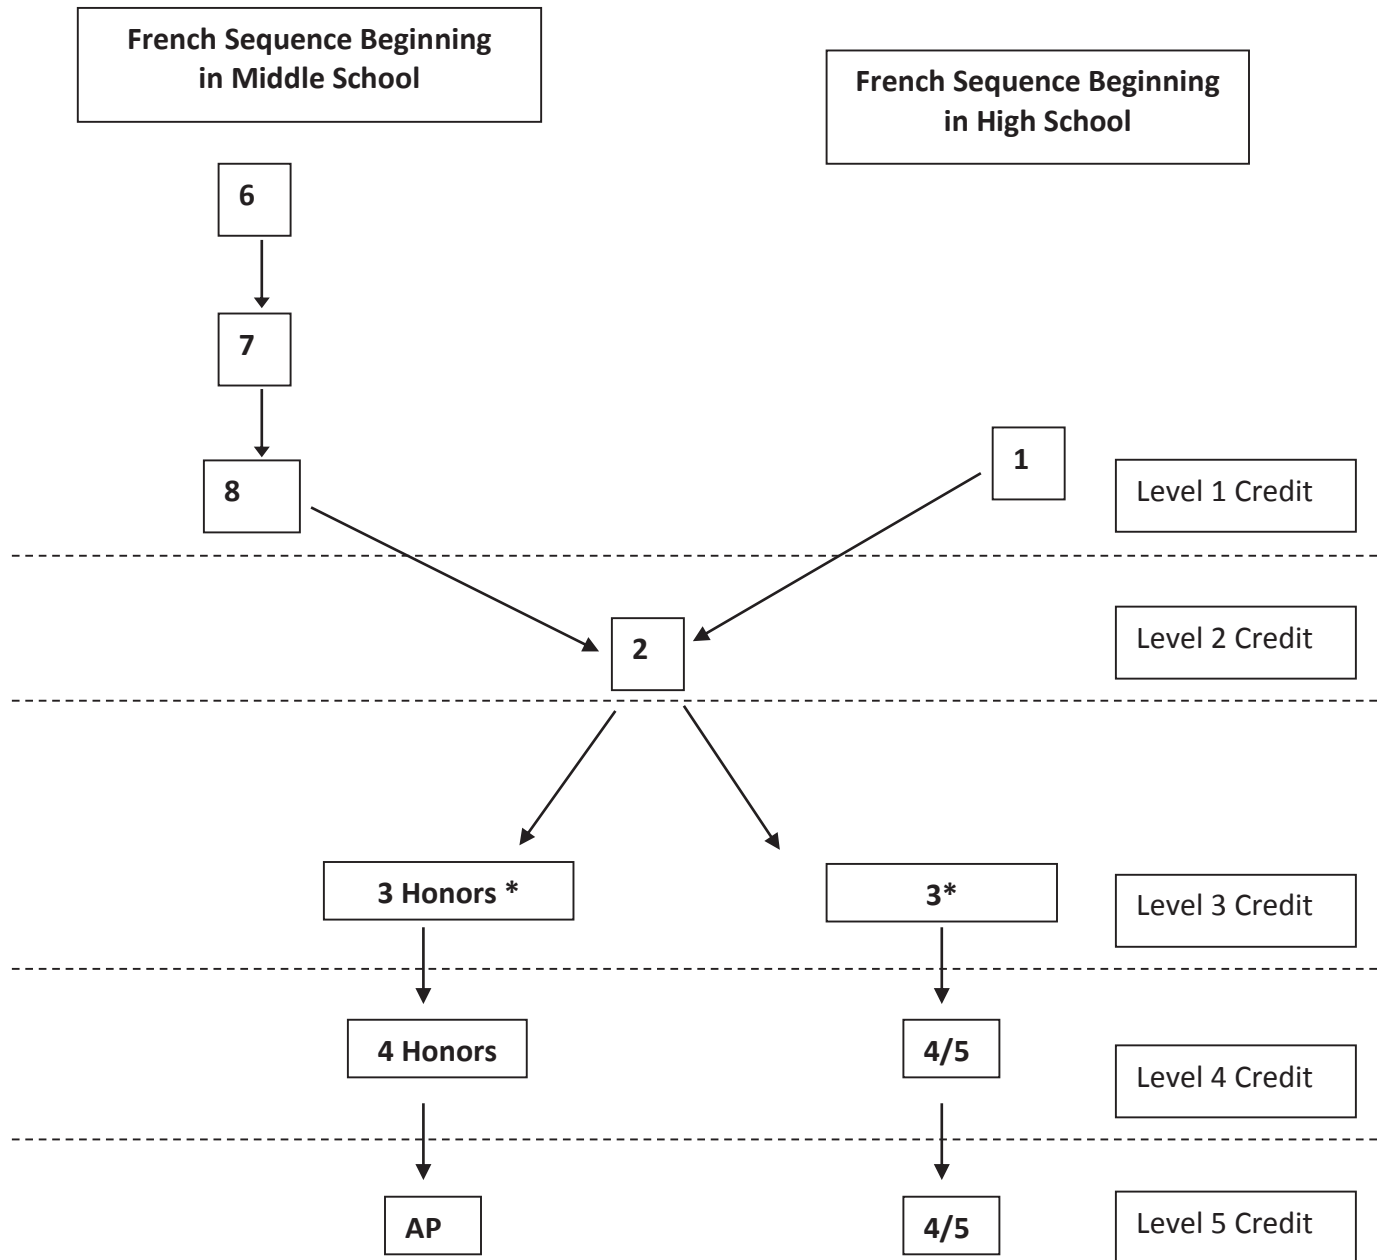 French Sequence Beginning
in Middle School
French Sequence Beginning
in High School
6
7
8
1
Level 1 Credit
2
Level 2 Credit
3 Honors *
3*
Level 3 Credit
4 Honors
4/5
Level 4 Credit
AP
4/5
Level 5 Credit